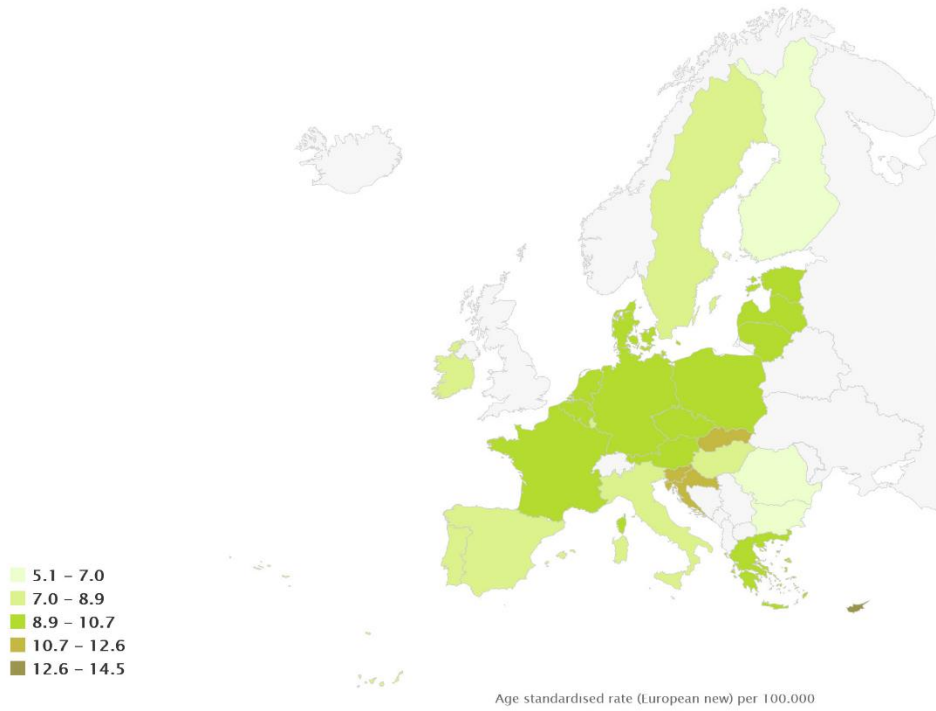 5.1 – 7.0
7.0 – 8.9
8.9 – 10.7
10.7 – 12.6
12.6 – 14.5
Age standardised rate (European new) per 100.000